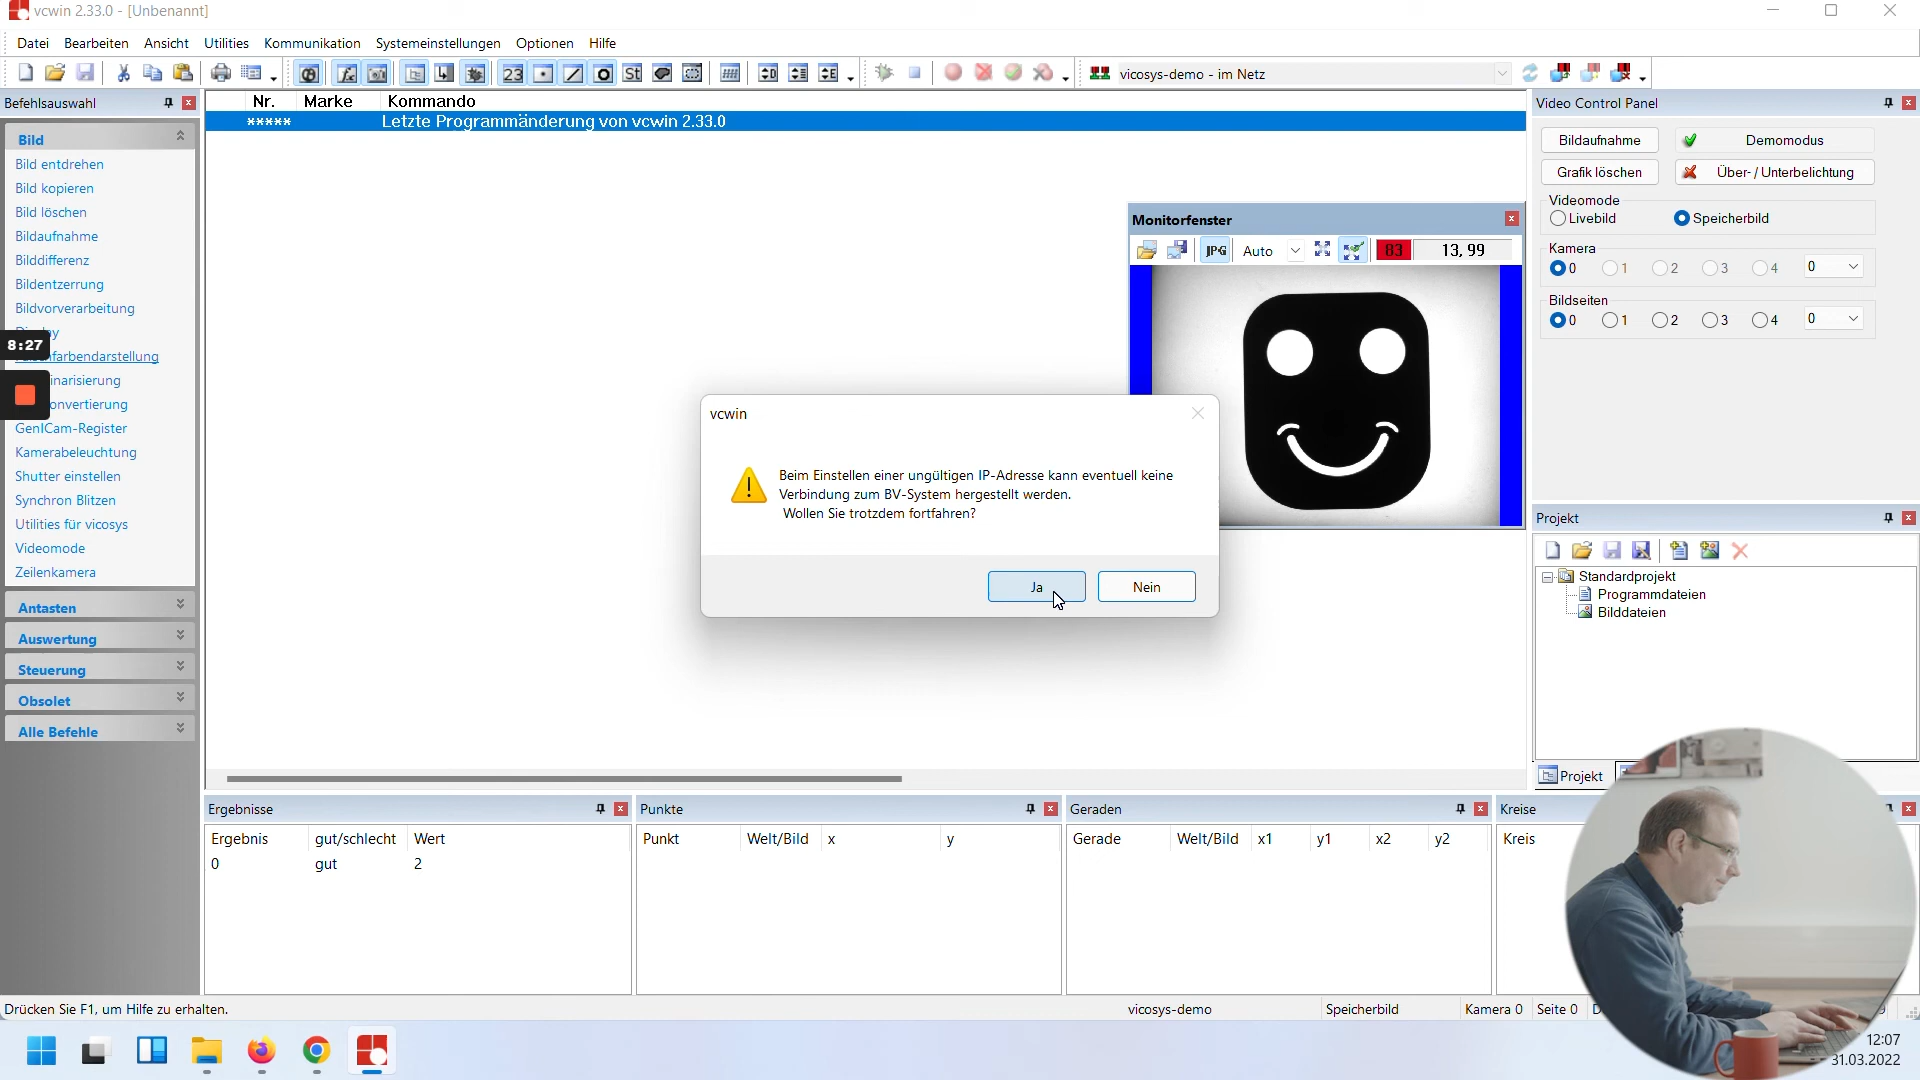 vcwin 2.33.0 - [Unbenannt]
Datei Bearbeiten Ansicht Utilities Kommunikation Systemeinstellungen Optionen Hilfe
23 St D E vicosys-demo - im Netz
Befehlsauswahl
Bild
Bild entdrehen
Bild kopieren
Bild löschen
Bildaufnahme
Bilddifferenz
Bildentzerrung
Bildvorverarbeitung
8:27
farbendarstellung
inarisierung
onvertierung
GenICam-Register
Kamerabeleuchtung
Shutter einstellen
Synchron Blitzen
Utilities für vicosys
Videomode
Zeilenkamera
Antasten
Auswertung
Steuerung
Obsolet
Alle Befehle
Nr. Marke Kommando
***** Letzte Programmänderung von vcwin 2.33.0
Monitorfenster
JPG Auto 83 13, 99
vcwin
Beim Einstellen einer ungültigen IP-Adresse kann eventuell keine
Verbindung zum BV-System hergestellt werden.
Wollen Sie trotzdem fortfahren?
Ja Nein
Video Control Panel
Bildaufnahme Demomodus
Grafik löschen Über- / Unterbelichtung
Videomode
Livebild Speicherbild
Kamera
0 1 2 3 4 0
Bildseiten
0 1 2 3 4 0
Projekt
Standardprojekt
Programmdateien
Bilddateien
Projekt
Ergebnisse
Ergebnis gut/schlecht Wert
0 gut 2
Punkte
Punkt Welt/Bild x y
Geraden
Gerade Welt/Bild x1 y1 x2 y2
Kreise
Kreis
Drücken Sie F1, um Hilfe zu erhalten. vicosys-demo Speicherbild Kamera 0 Seite 0
12:07
31.03.2022